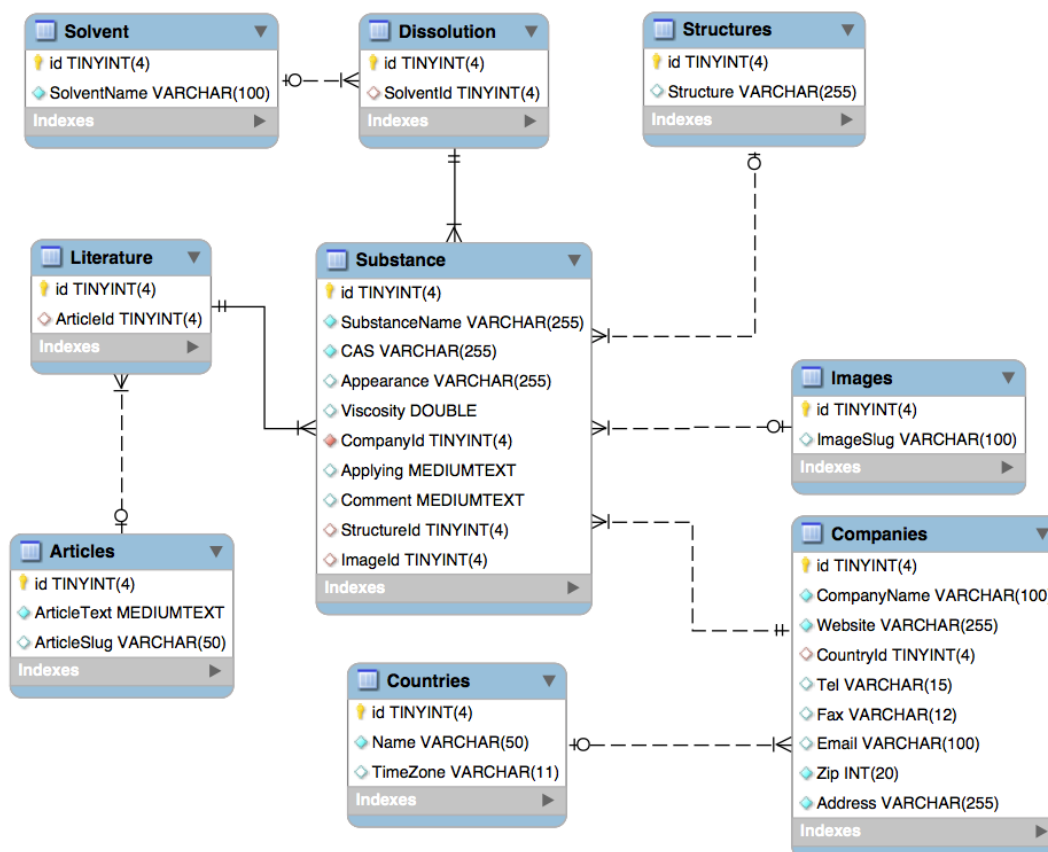 Solvent
id TINYINT(4)
SolventName VARCHAR(100)
Indexes
Dissolution
id TINYINT(4)
SolventId TINYINT(4)
Indexes
Structures
id TINYINT(4)
Structure VARCHAR(255)
Indexes
Literature
id TINYINT(4)
ArticleId TINYINT(4)
Indexes
Substance
id TINYINT(4)
SubstanceName VARCHAR(255)
CAS VARCHAR(255)
Appearance VARCHAR(255)
Viscosity DOUBLE
CompanyId TINYINT(4)
Applying MEDIUMTEXT
Comment MEDIUMTEXT
StructureId TINYINT(4)
ImageId TINYINT(4)
Indexes
Images
id TINYINT(4)
ImageSlug VARCHAR(100)
Indexes
Articles
id TINYINT(4)
ArticleText MEDIUMTEXT
ArticleSlug VARCHAR(50)
Indexes
Countries
id TINYINT(4)
Name VARCHAR(50)
TimeZone VARCHAR(11)
Indexes
Companies
id TINYINT(4)
CompanyName VARCHAR(100)
Website VARCHAR(255)
CountryId TINYINT(4)
Tel VARCHAR(15)
Fax VARCHAR(12)
Email VARCHAR(100)
Zip INT(20)
Address VARCHAR(255)
Indexes